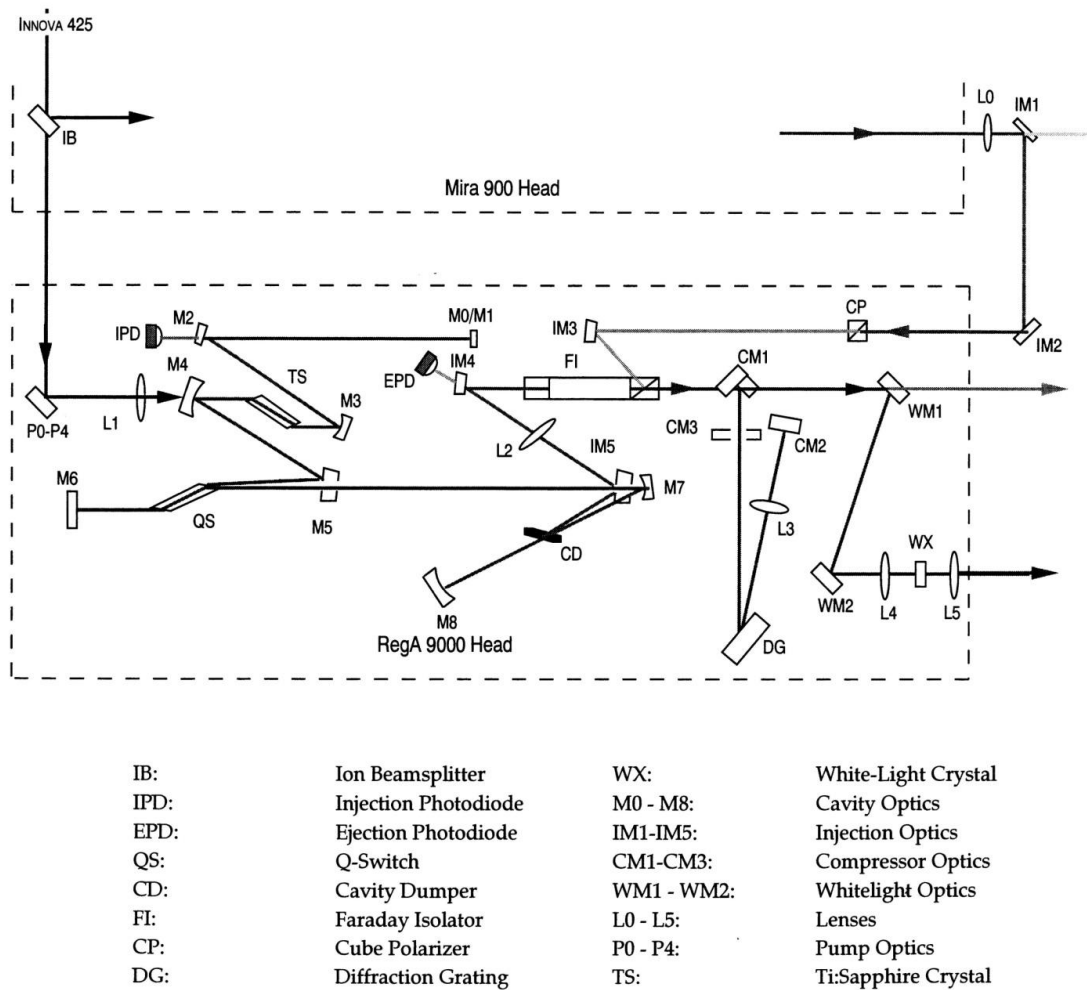 INNOVA 425
IB
L0
IM1
Mira 900 Head
IM3
CP
IM2
IPD
M2
M0/M1
M4
EPD
IM4
FI
CM1
TS
M3
P0-P4
L1
WM1
L2
IM5
CM3
CM2
M6
M7
QS
M5
L3
CD
WX
M8
WM2
L4
L5
RegA 9000 Head
DG
IB: Ion Beamsplitter WX: White-Light Crystal
IPD: Injection Photodiode M0 - M8: Cavity Optics
EPD: Ejection Photodiode IM1-IM5: Injection Optics
QS: Q-Switch CM1-CM3: Compressor Optics
CD: Cavity Dumper WM1 - WM2: Whitelight Optics
FI: Faraday Isolator L0 - L5: Lenses
CP: Cube Polarizer P0 - P4: Pump Optics
DG: Diffraction Grating TS: Ti:Sapphire Crystal